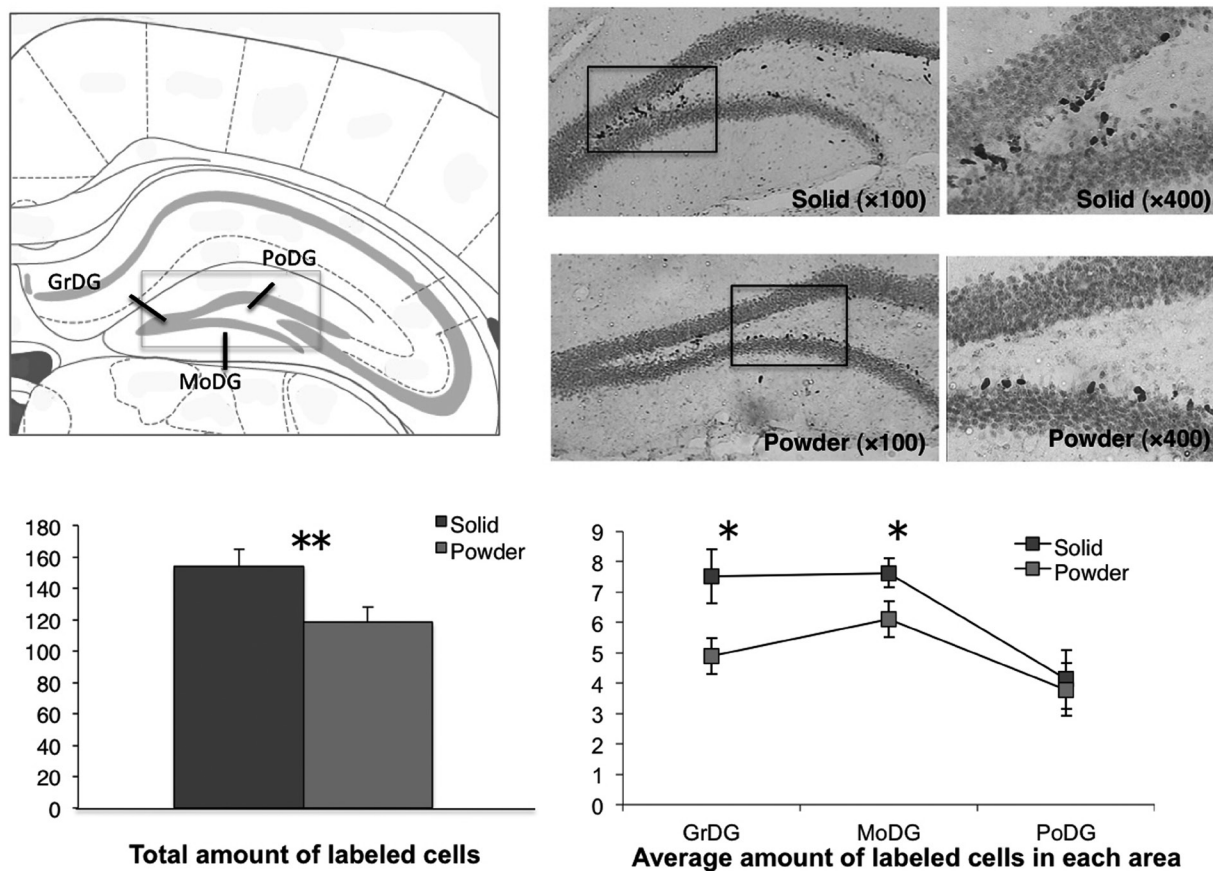 PoDG
GrDG
MoDG
Solid (×100)
Solid (×400)
Powder (×100)
Powder (×400)
180
160
140
120
100
80
60
40
20
0
**
Solid
Powder
Total amount of labeled cells
9
8
7
6
5
4
3
2
1
0
* *
Solid
Powder
GrDG MoDG PoDG
Average amount of labeled cells in each area